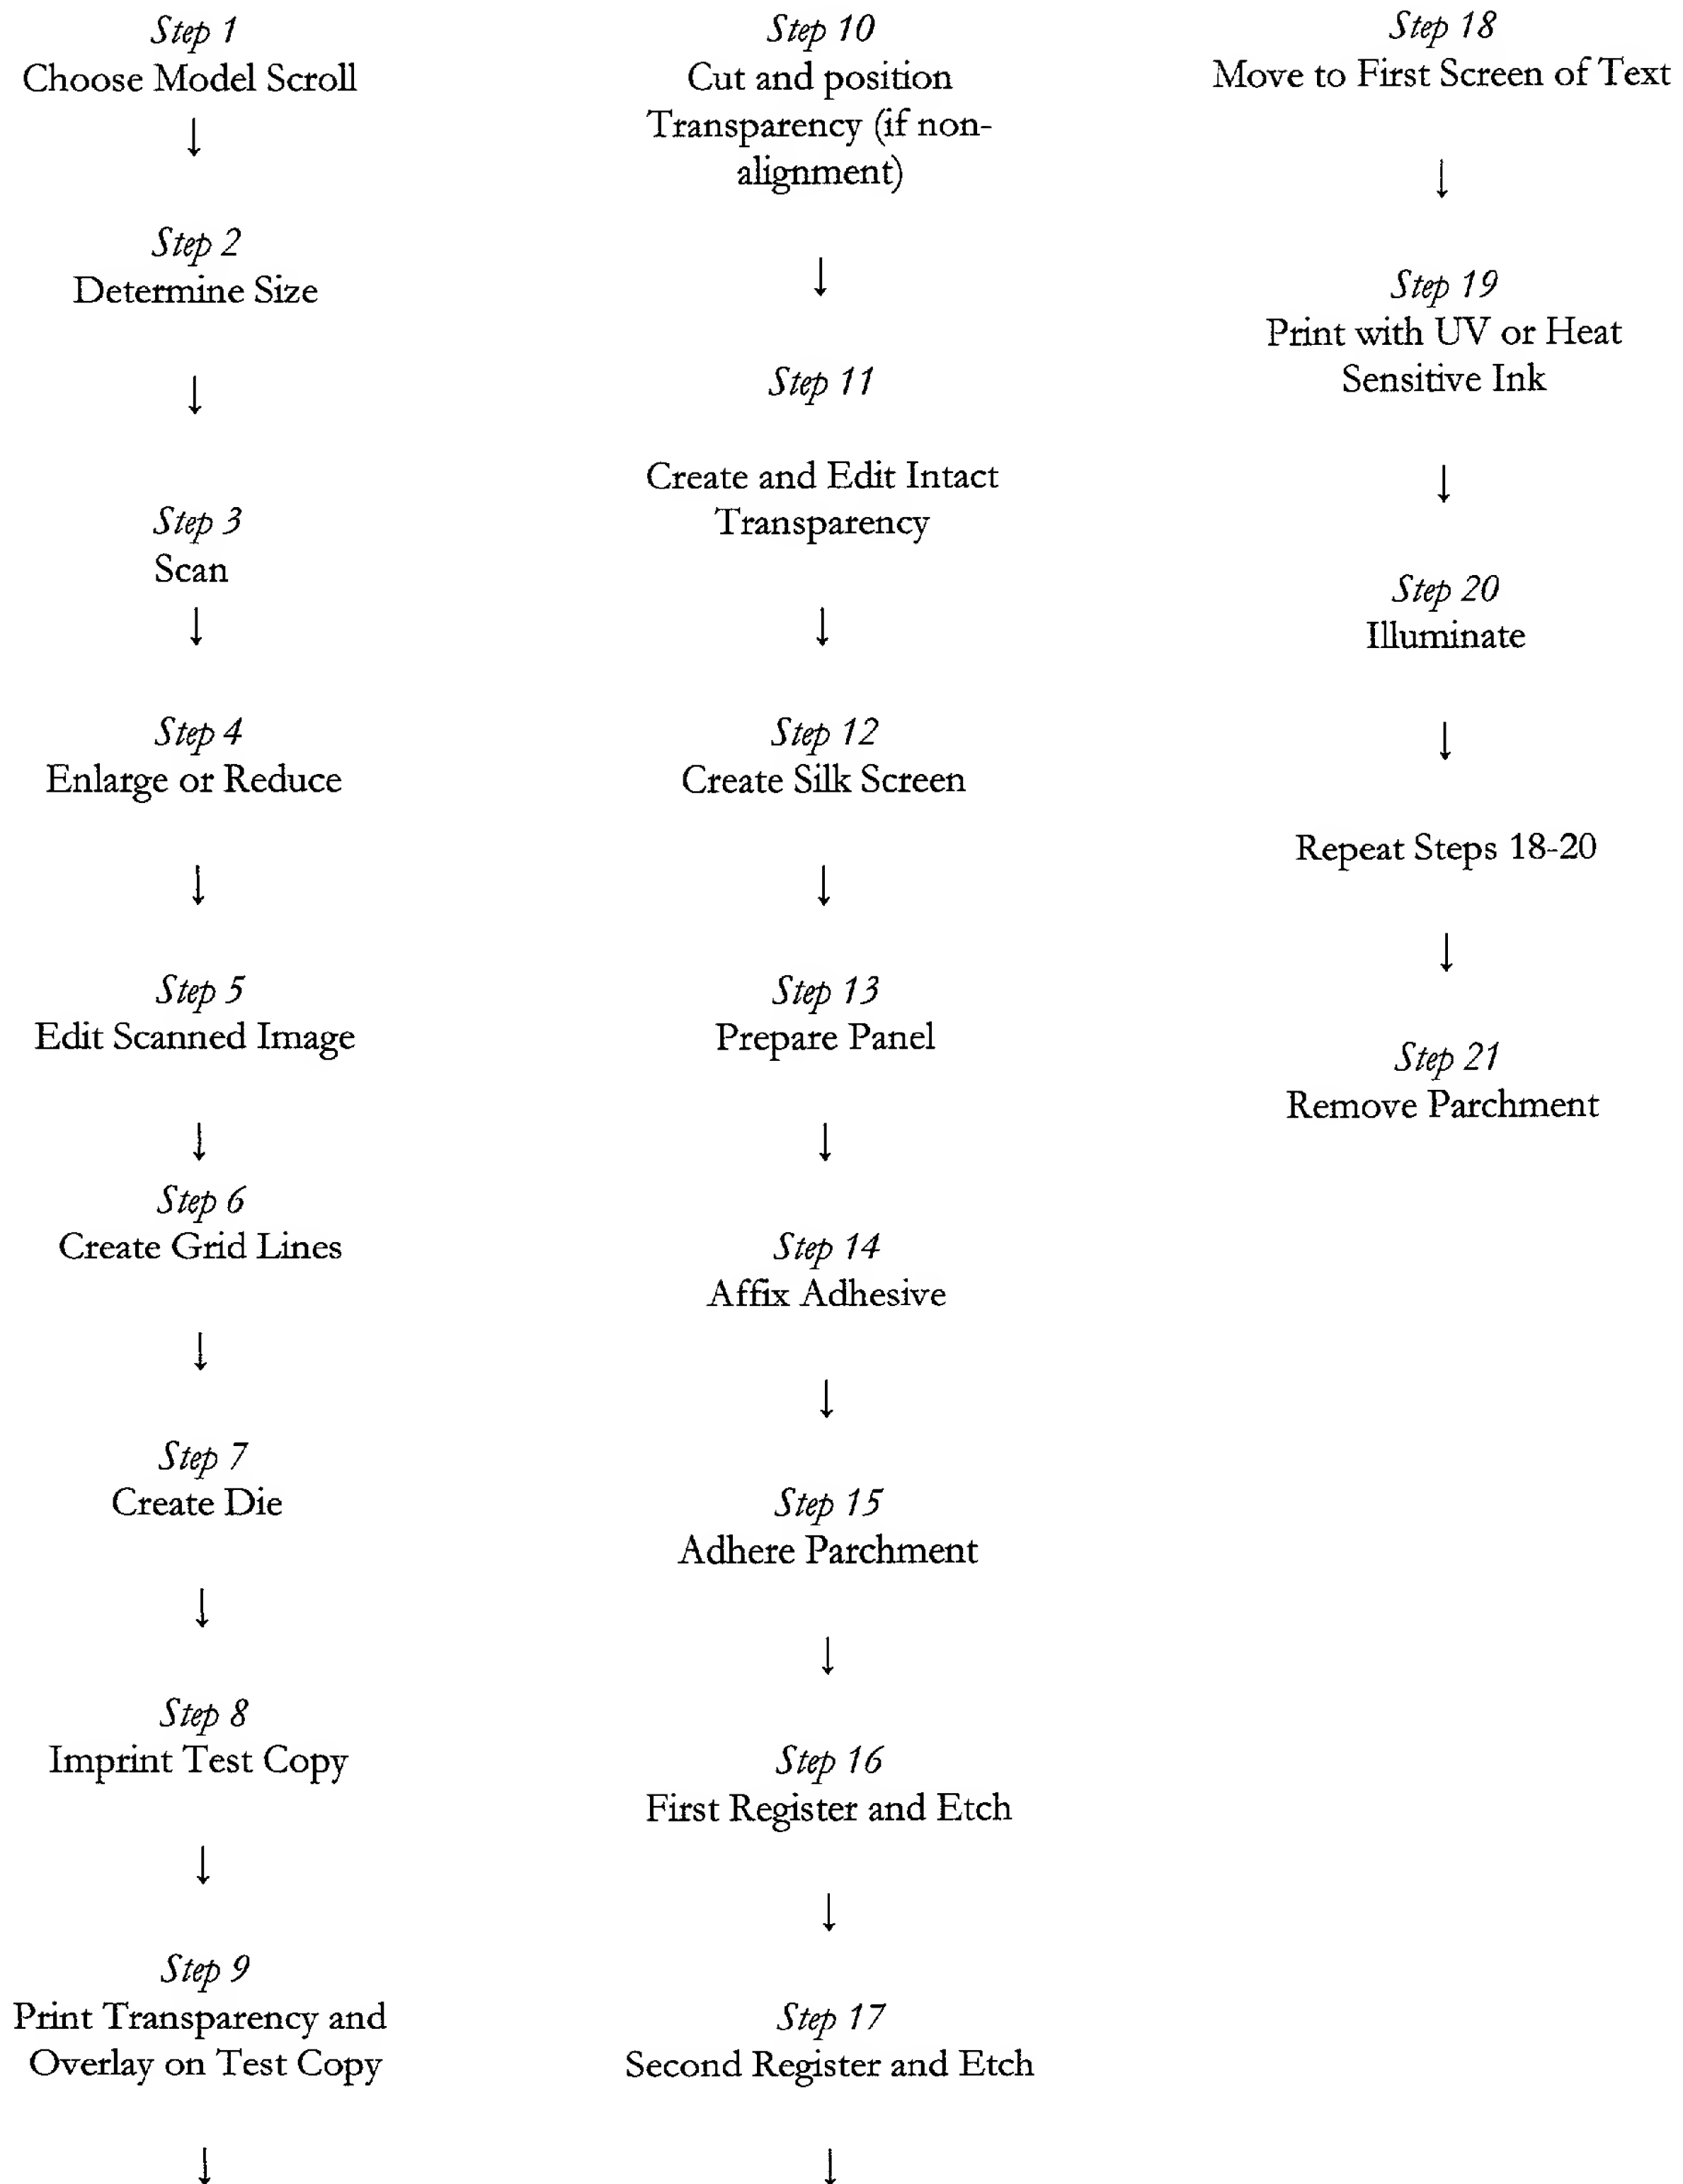 Step 1
Choose Model Scroll
↓
Step 2
Determine Size
↓
Step 3
Scan
↓
Step 4
Enlarge or Reduce
↓
Step 5
Edit Scanned Image
↓
Step 6
Create Grid Lines
↓
Step 7
Create Die
↓
Step 8
Imprint Test Copy
↓
Step 9
Print Transparency and
Overlay on Test Copy
↓
Step 10
Cut and position
Transparency (if non-
alignment)
↓
Step 11
Create and Edit Intact
Transparency
↓
Step 12
Create Silk Screen
↓
Step 13
Prepare Panel
↓
Step 14
Affix Adhesive
↓
Step 15
Adhere Parchment
↓
Step 16
First Register and Etch
↓
Step 17
Second Register and Etch
↓
Step 18
Move to First Screen of Text
↓
Step 19
Print with UV or Heat
Sensitive Ink
↓
Step 20
Illuminate
↓
Repeat Steps 18-20
↓
Step 21
Remove Parchment